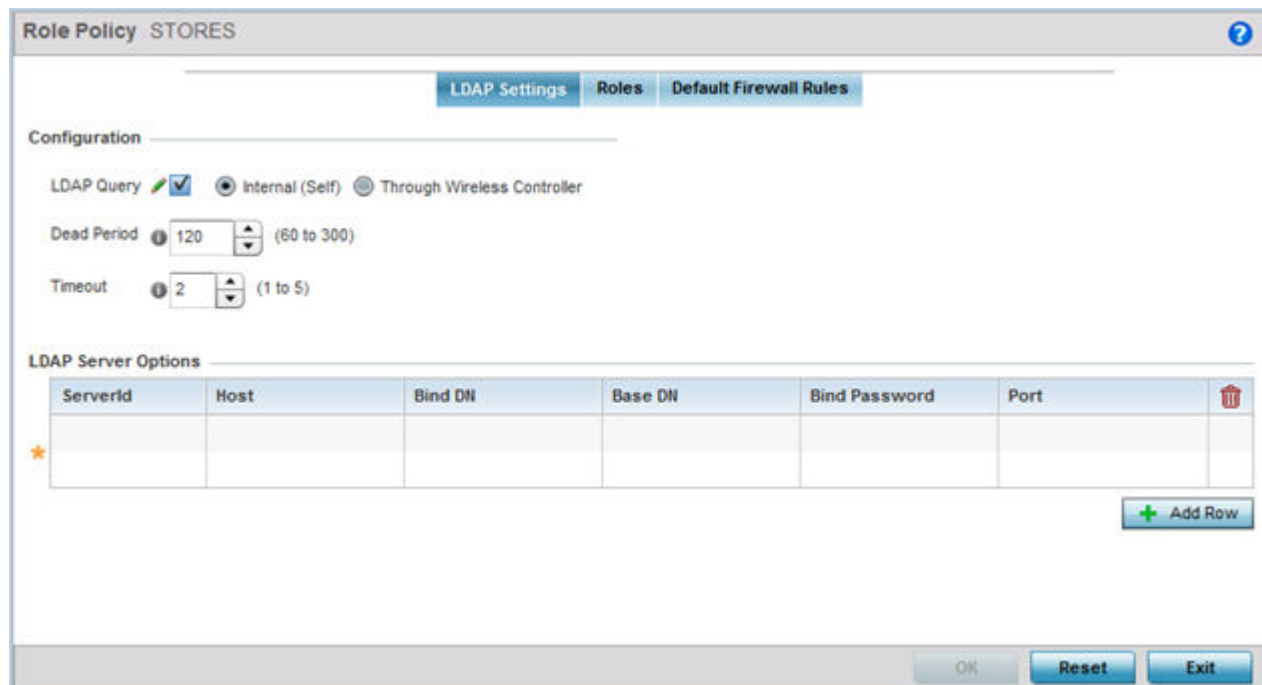 Role Policy STORES ?
LDAP Settings Roles Default Firewall Rules
Configuration
LDAP Query Internal (Self) Through Wireless Controller
Dead Period 120 (60 to 300)
Timeout 2 (1 to 5)
LDAP Server Options
ServerId Host Bind DN Base DN Bind Password Port
* 
+ Add Row
OK Reset Exit